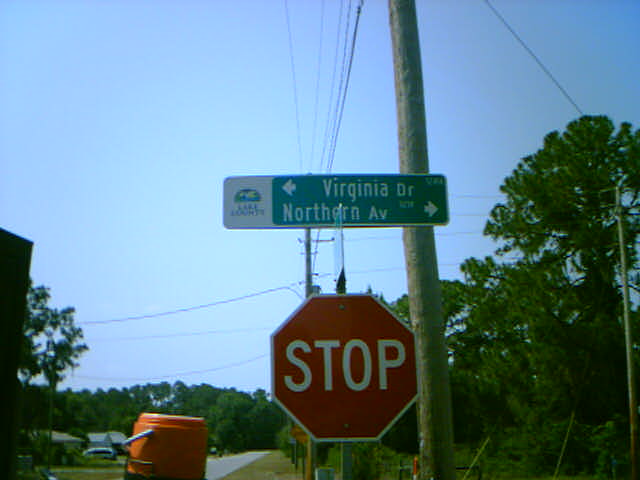 Virginia Dr
Northern Av
LAKE
COUNTY
STOP